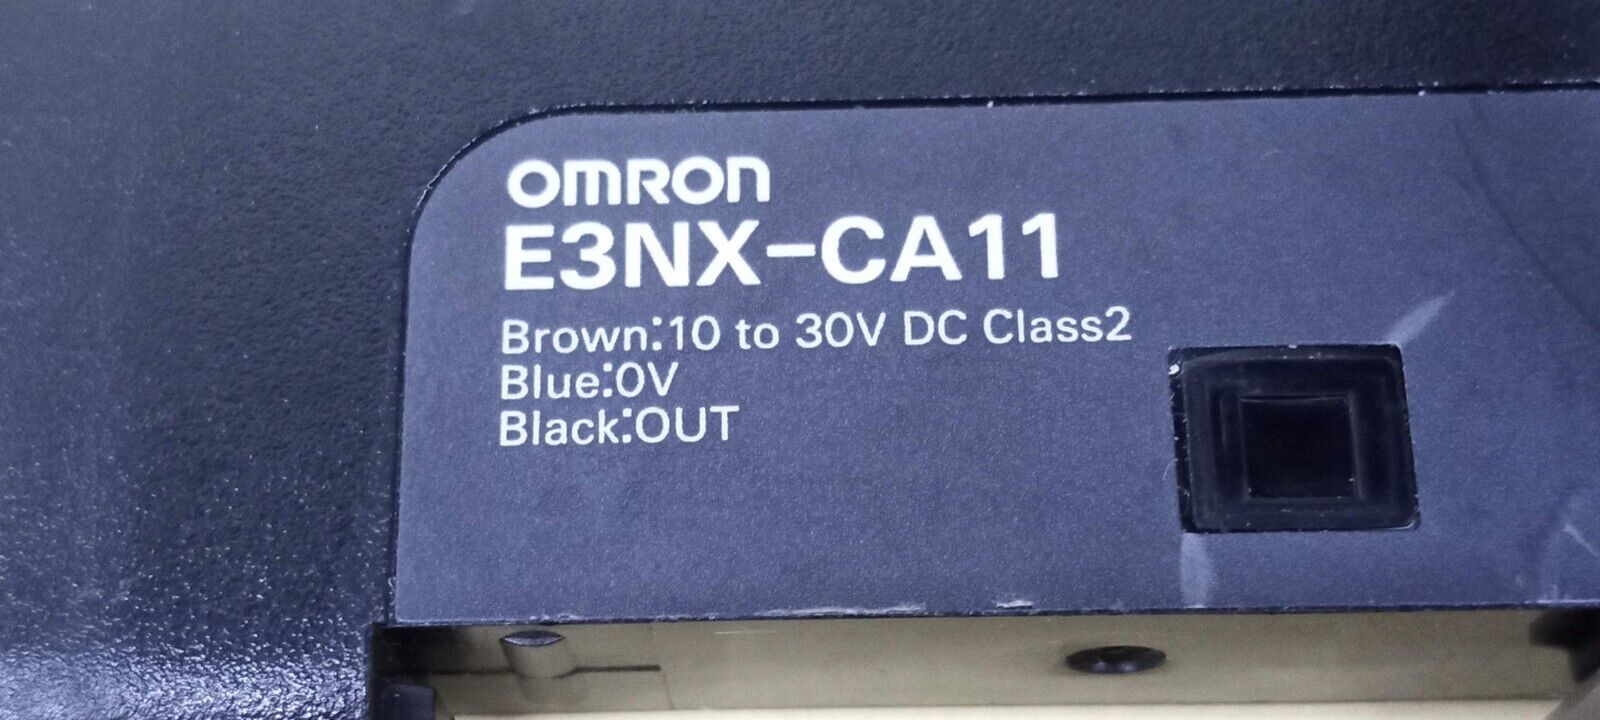 OMRON
E3NX-CA11
Brown:10 to 30V DC Class2
Blue:0V
Black:OUT